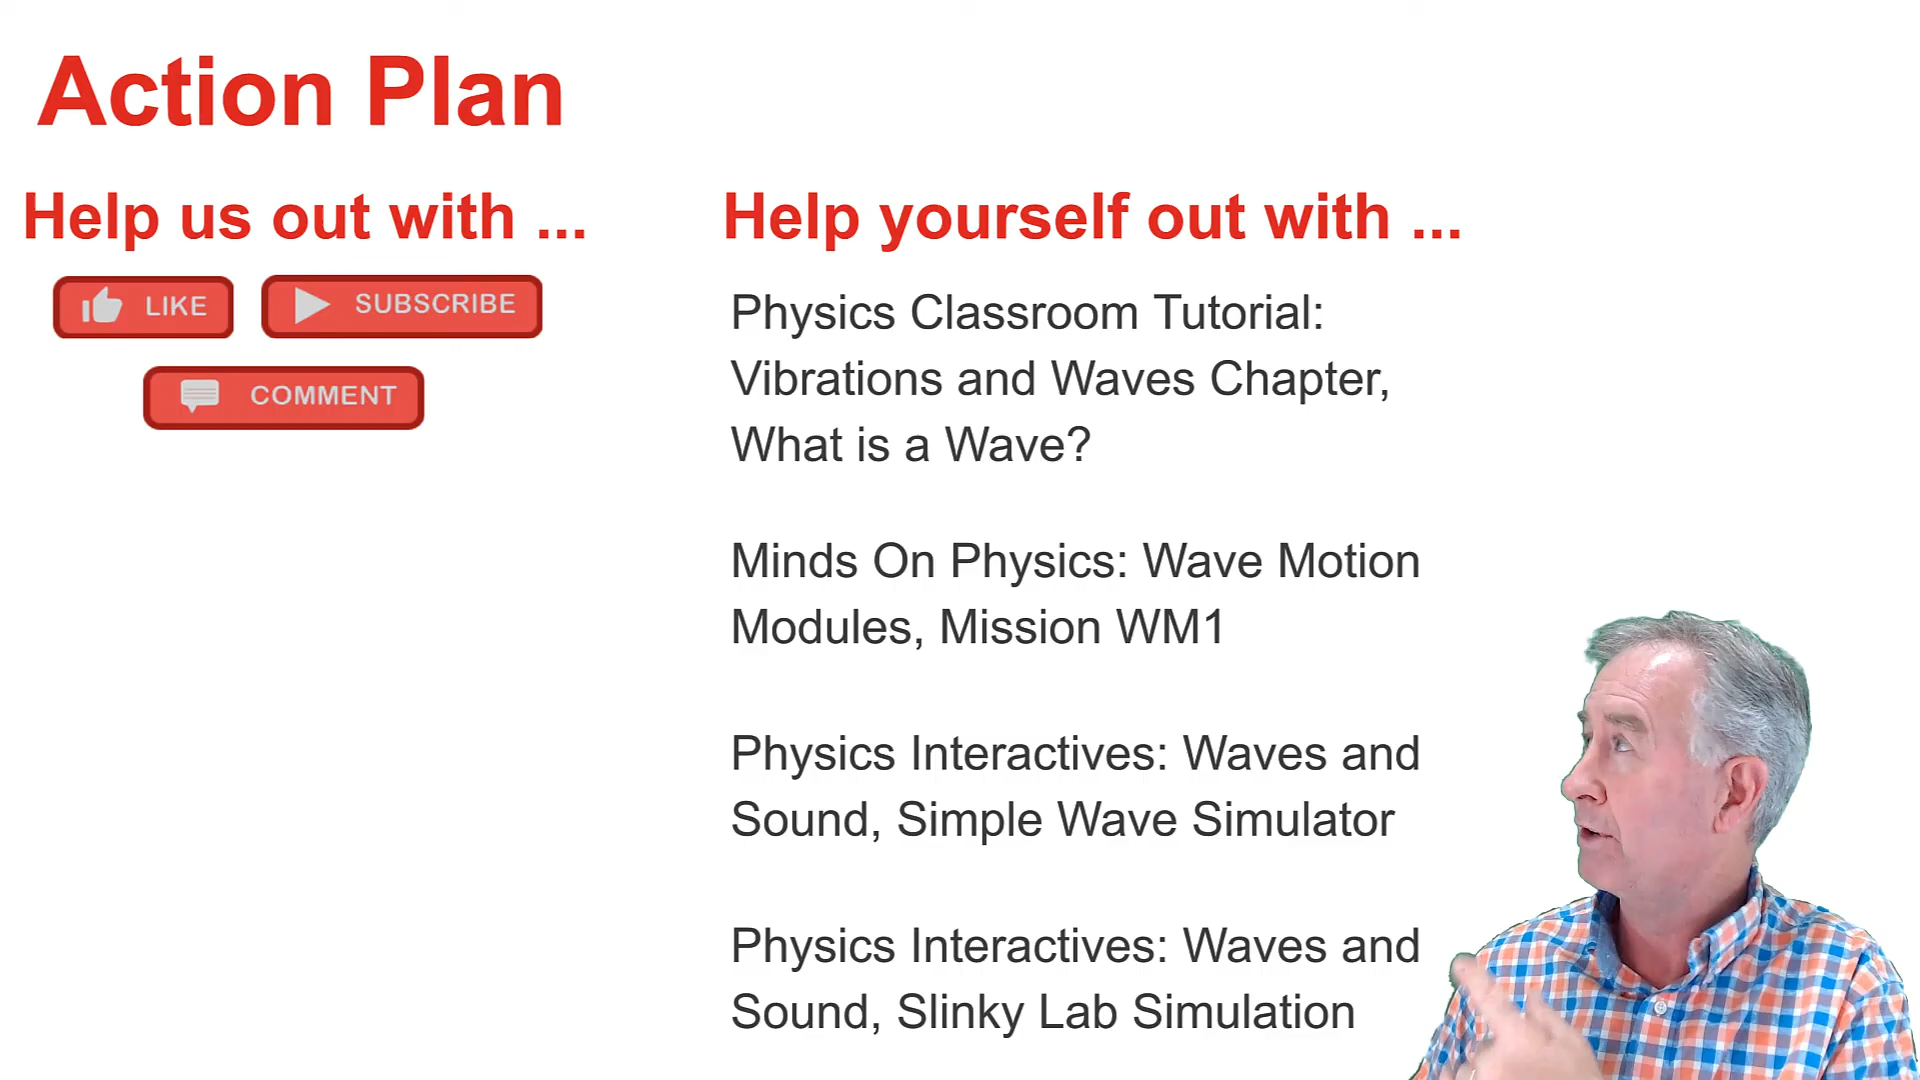 Action Plan
Help us out with ...
LIKE
SUBSCRIBE
COMMENT
Help yourself out with ...
Physics Classroom Tutorial:
Vibrations and Waves Chapter,
What is a Wave?
Minds On Physics: Wave Motion
Modules, Mission WM1
Physics Interactives: Waves and
Sound, Simple Wave Simulator
Physics Interactives: Waves and
Sound, Slinky Lab Simulation